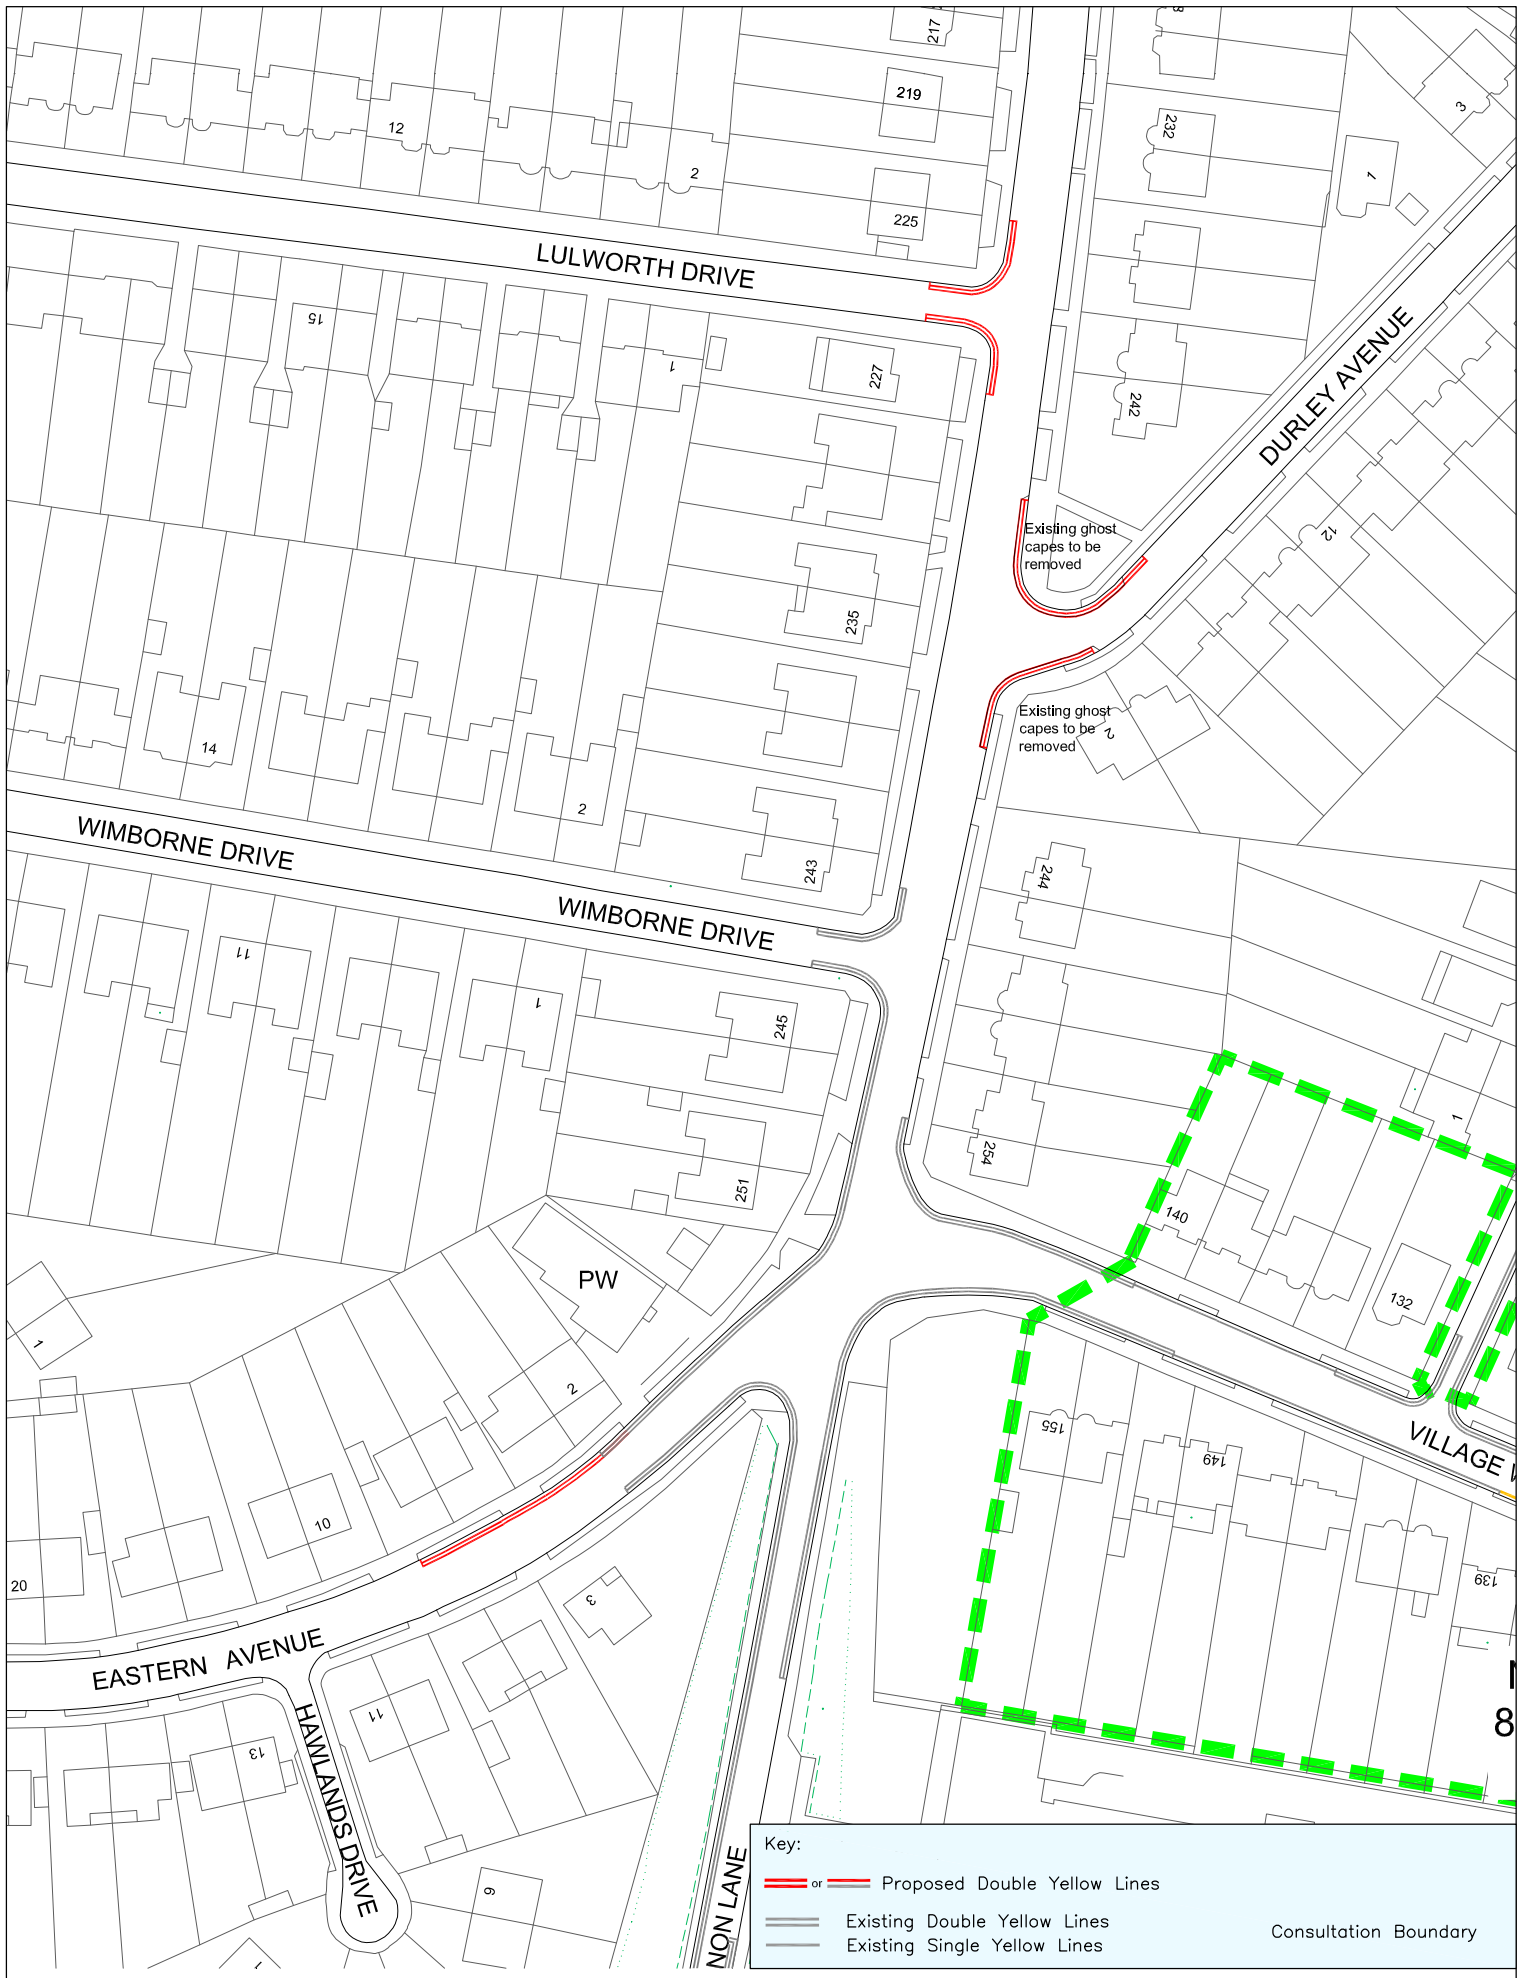 217
8
219
3
232
12
1
2
225
LULWORTH DRIVE
15
1
227
242
DURLEY AVENUE
Existing ghost
capes to be
removed
12
235
Existing ghost
capes to be
removed
2
14
2
WIMBORNE DRIVE
243
244
WIMBORNE DRIVE
11
1
245
1
254
251
140
PW
132
1
2
155
VILLAGE W
149
10
20
139
3
EASTERN AVENUE
11
8
13
HAWLANDS DRIVE
NON LANE
9
Key:
or Proposed Double Yellow Lines
Existing Double Yellow Lines
Existing Single Yellow Lines
Consultation Boundary